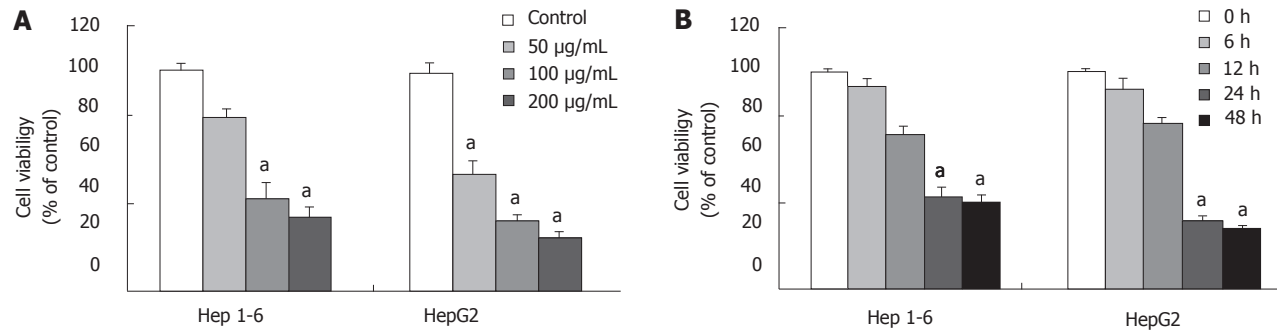 A
120
100
80
60
40
20
0
Cell viabiligy
(% of control)
Control
50 µg/mL
100 µg/mL
200 µg/mL
a
a
a
a
a
Hep 1-6
HepG2
B
120
100
80
60
40
20
0
Cell viabiligy
(% of control)
0 h
6 h
12 h
24 h
48 h
a
a
a
a
Hep 1-6
HepG2